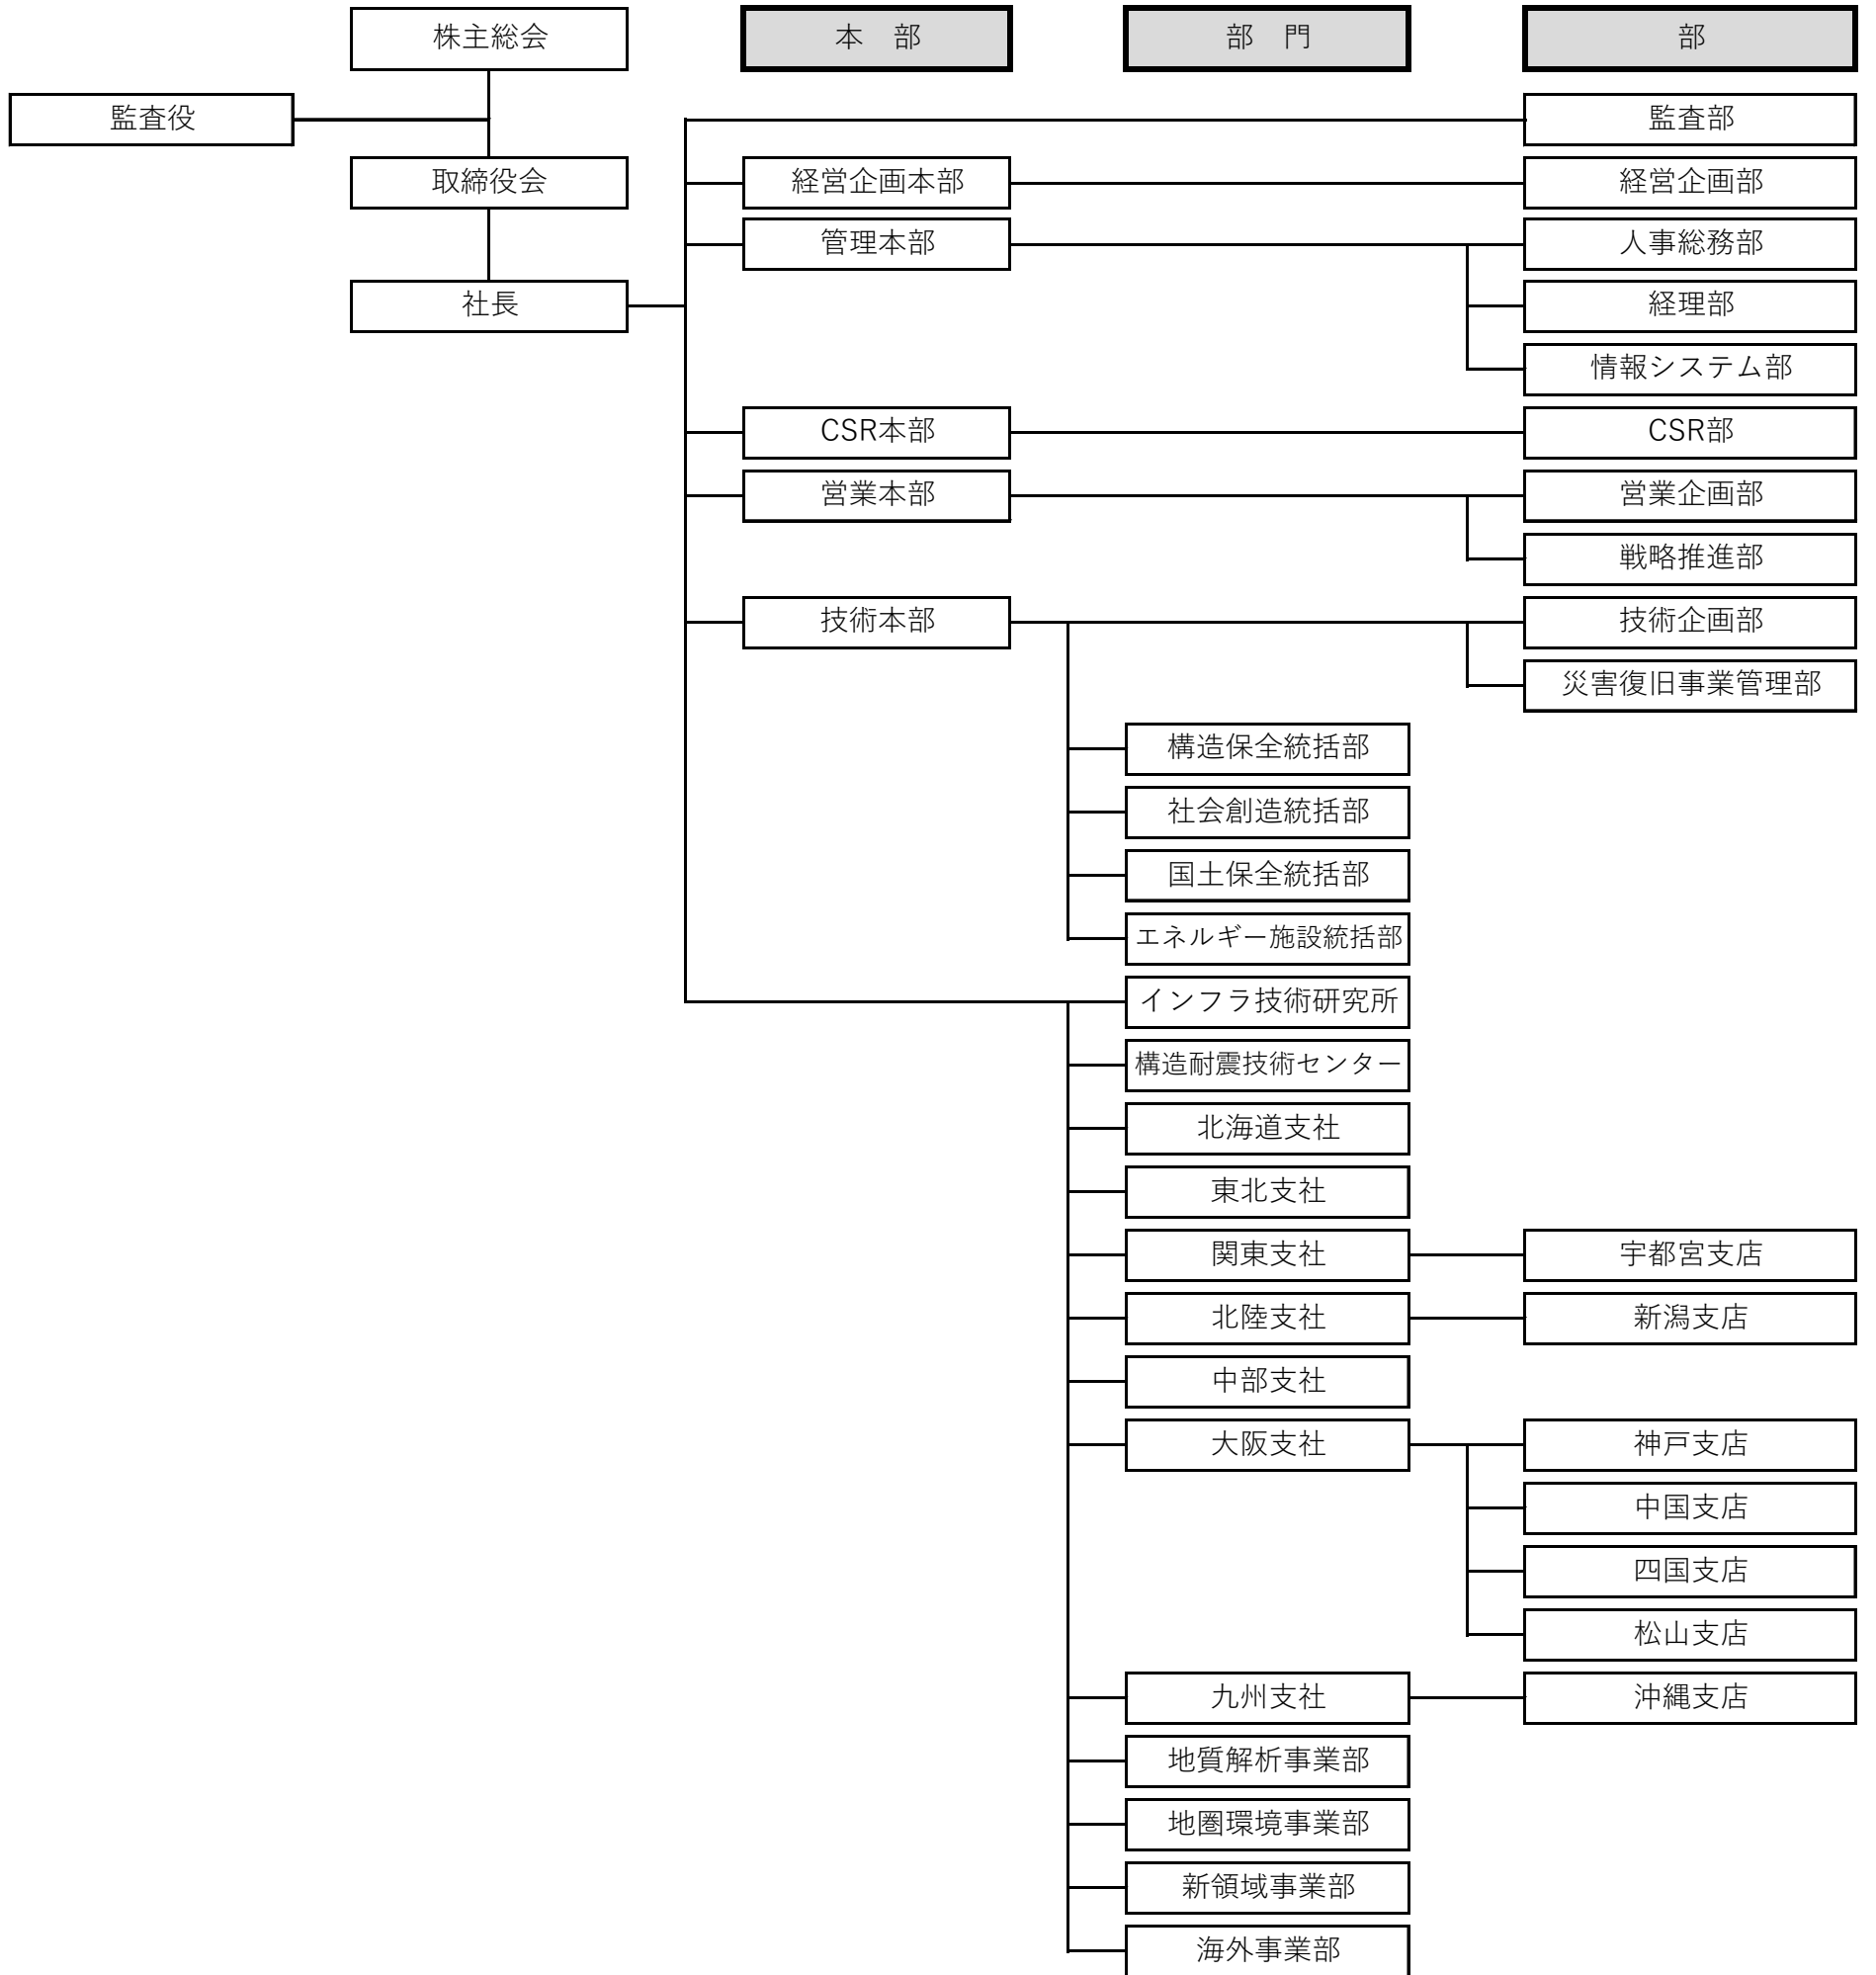 株主総会
本　部
部　門
部
監査役
監査部
取締役会
経営企画本部
経営企画部
管理本部
人事総務部
社長
経理部
情報システム部
CSR本部
CSR部
営業本部
営業企画部
戦略推進部
技術本部
技術企画部
災害復旧事業管理部
構造保全統括部
社会創造統括部
国土保全統括部
エネルギー施設統括部
インフラ技術研究所
構造耐震技術センター
北海道支社
東北支社
関東支社
宇都宮支店
北陸支社
新潟支店
中部支社
大阪支社
神戸支店
中国支店
四国支店
松山支店
九州支社
沖縄支店
地質解析事業部
地圏環境事業部
新領域事業部
海外事業部